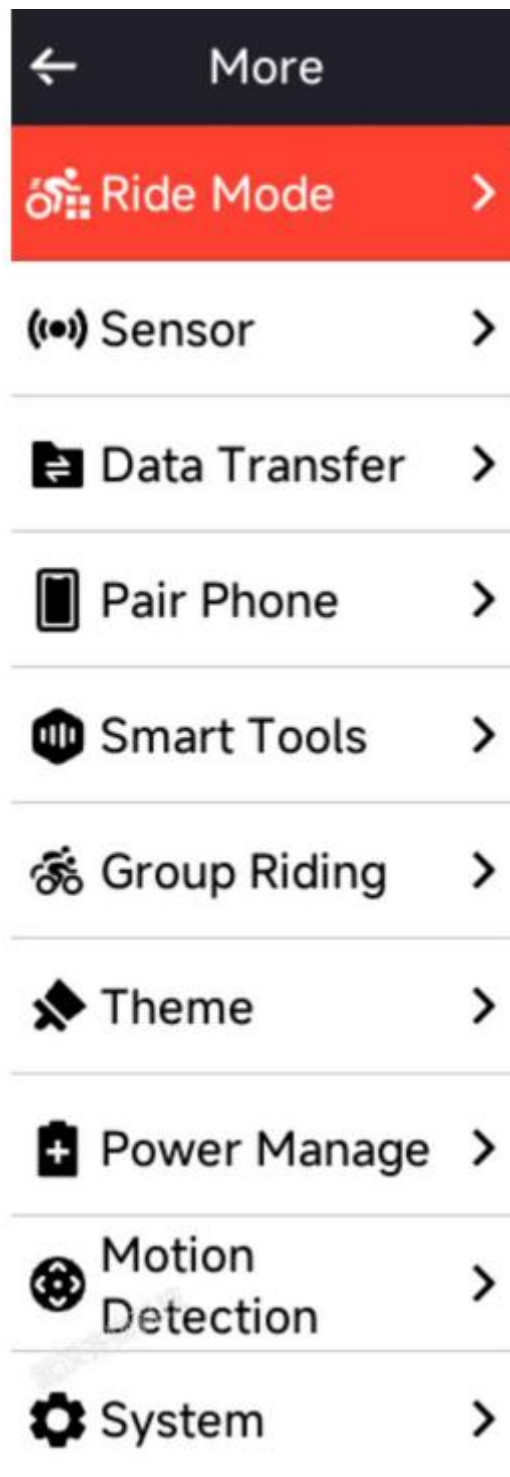 More
Ride Mode
Sensor
Data Transfer
Pair Phone
Smart Tools
Group Riding
Theme
Power Manage
Motion
Detection
System